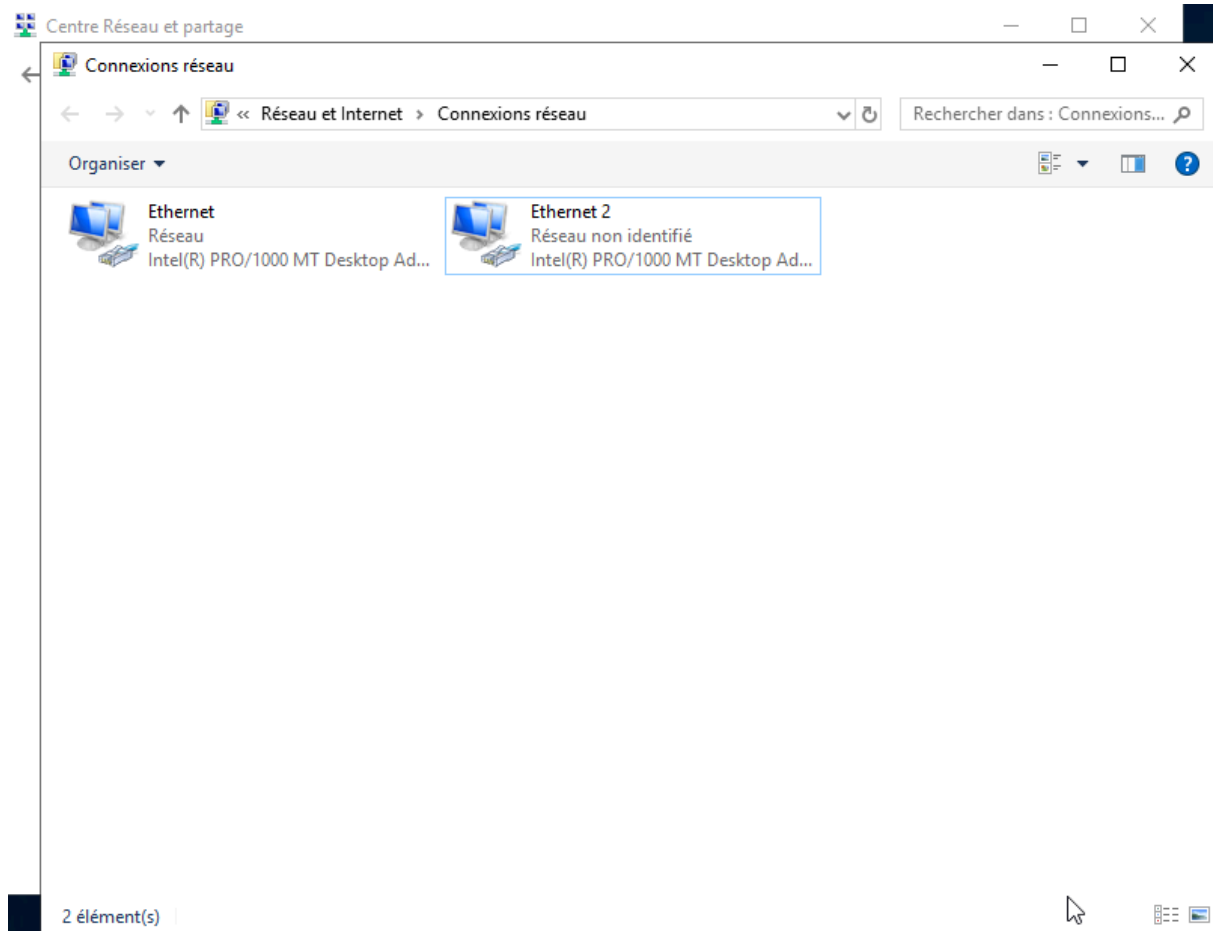 Centre Réseau et partage
Connexions réseau
« Réseau et Internet > Connexions réseau
Rechercher dans : Connexions...
Organiser
Ethernet
Réseau
Intel(R) PRO/1000 MT Desktop Ad...
Ethernet 2
Réseau non identifié
Intel(R) PRO/1000 MT Desktop Ad...
2 élément(s)